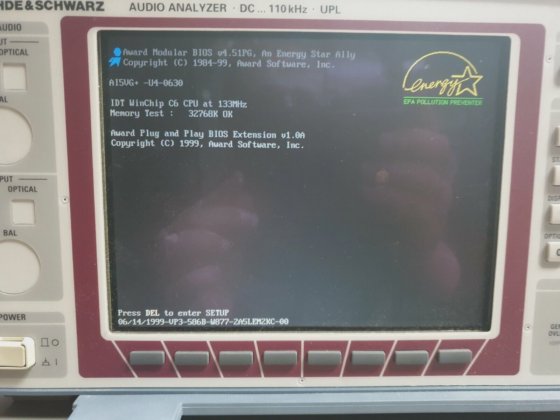 HDE & SCHWARZ AUDIO ANALYZER · DC ... 110 kHz · UPL
AUDIO
OPTICAL
BAL
OPTICAL
BAL
POWER
Award Modular BIOS v4.51PG, An Energy Star Ally
Copyright (C) 1984-99, Award Software, Inc.
energy
EPA POLLUTION PREVENTER
AI5VG+ -U4-0630
IDT WinChip C6 CPU at 133MHz
Memory Test : 32768K OK
Award Plug and Play BIOS Extension v1.0A
Copyright (C) 1999, Award Software, Inc.
Press DEL to enter SETUP
06/14/1999-VP3-586B-W877-2A5LEM2KC-00